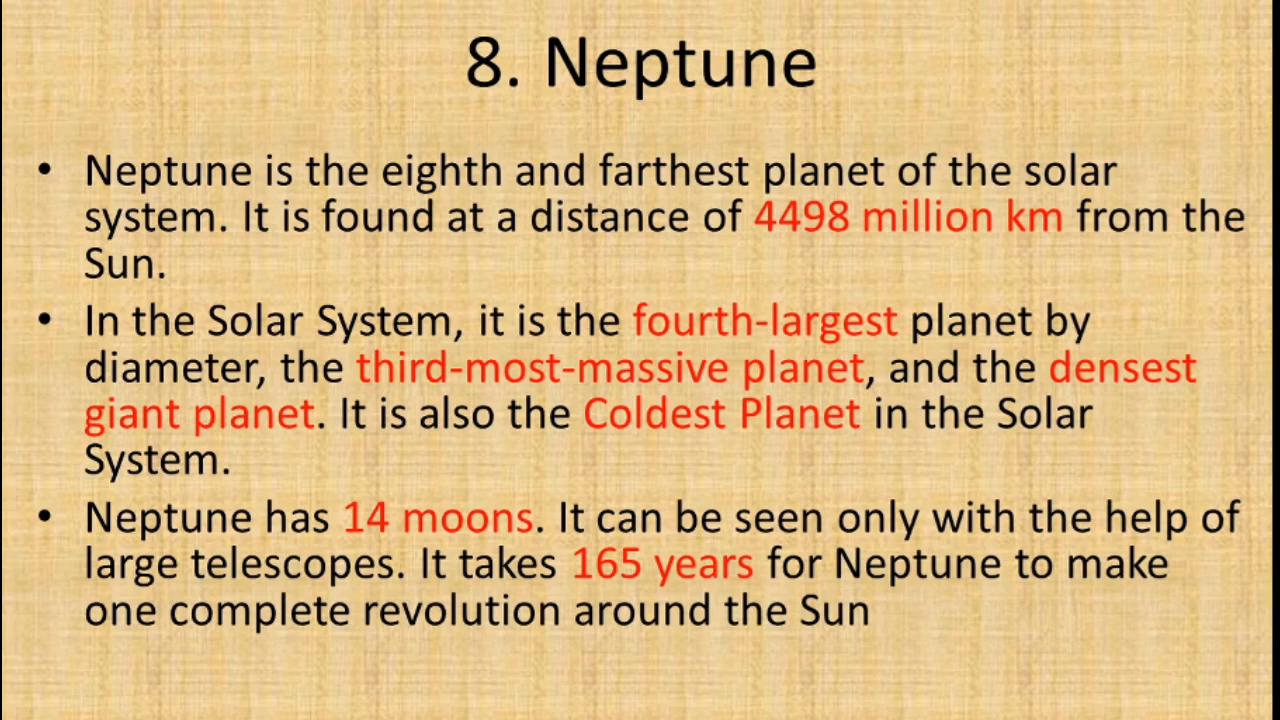 8. Neptune
• Neptune is the eighth and farthest planet of the solar
system. It is found at a distance of 4498 million km from the
Sun.
• In the Solar System, it is the fourth-largest planet by
diameter, the third-most-massive planet, and the densest
giant planet. It is also the Coldest Planet in the Solar
System.
• Neptune has 14 moons. It can be seen only with the help of
large telescopes. It takes 165 years for Neptune to make
one complete revolution around the Sun